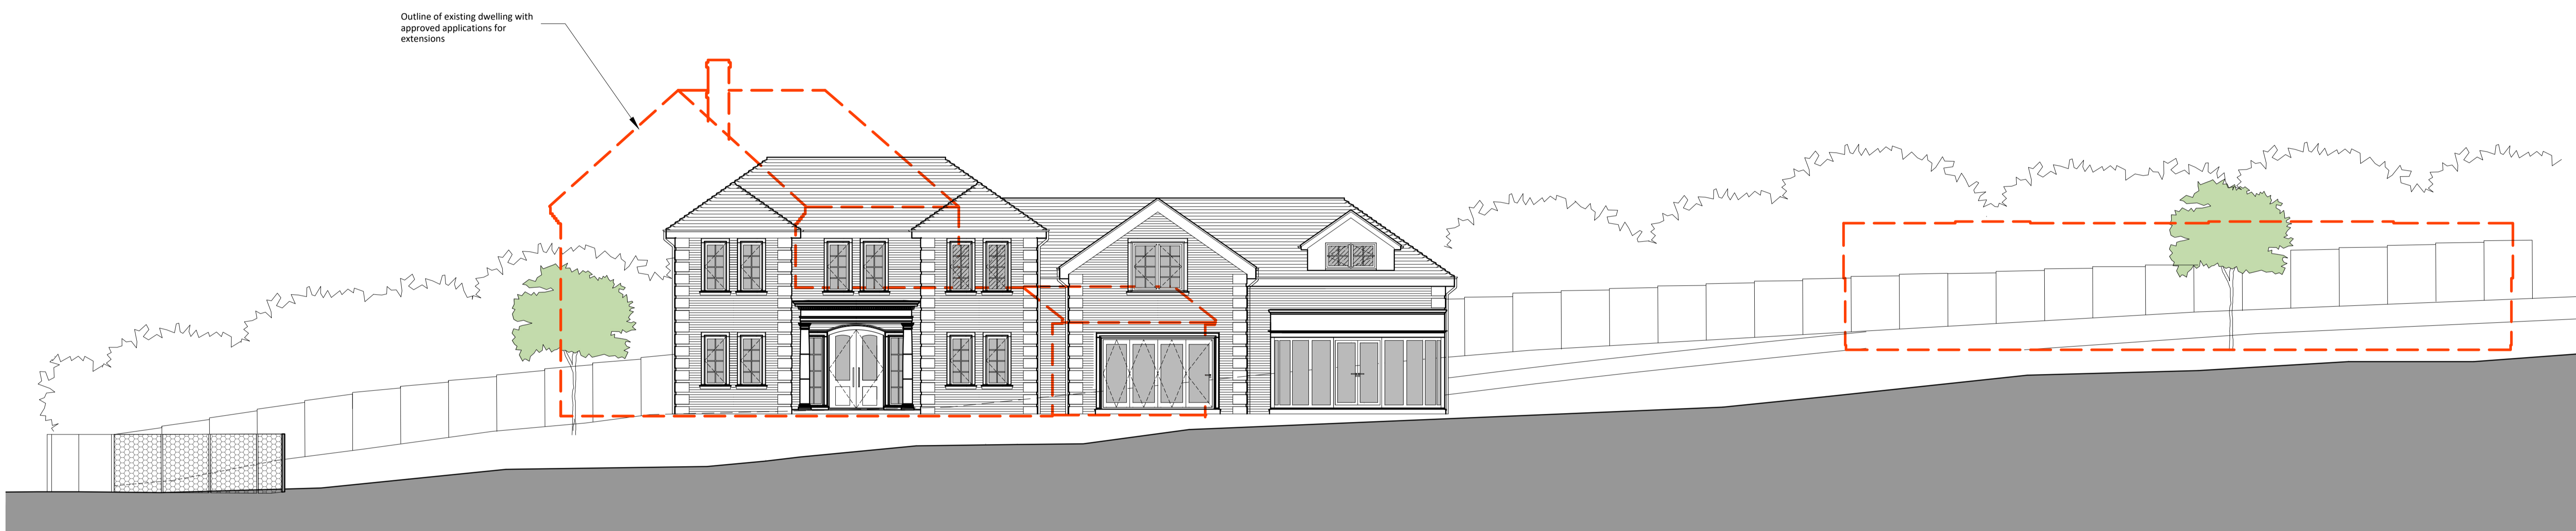 Outline of existing dwelling with
approved applications for
extensions